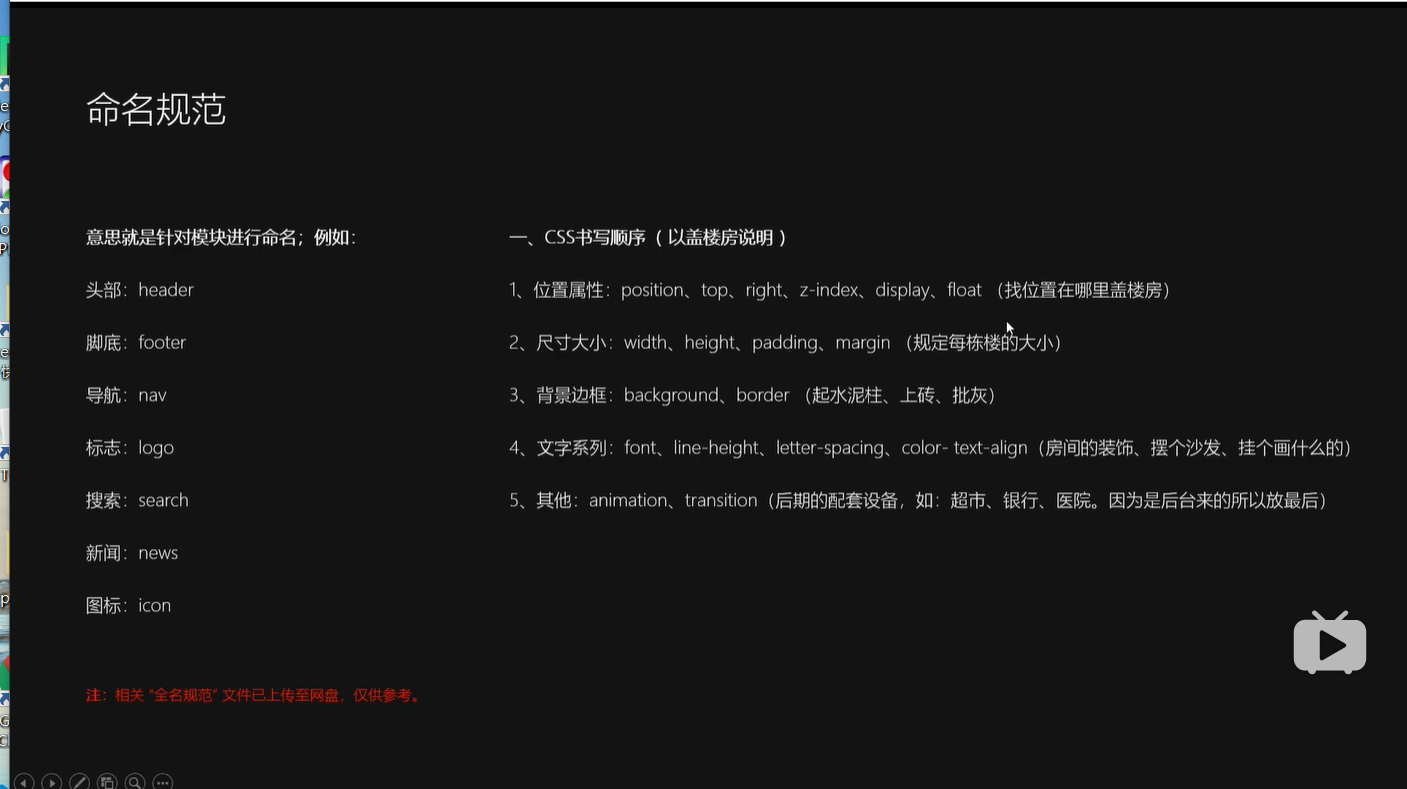 命名规范
意思就是针对模块进行命名；例如：
头部：header
脚底：footer
导航：nav
标志：logo
搜索：search
新闻：news
图标：icon
注：相关 “全名规范” 文件已上传至网盘，仅供参考。
一、CSS书写顺序（ 以盖楼房说明 ）
1、位置属性：position、top、right、z-index、display、float （找位置在哪里盖楼房）
2、尺寸大小：width、height、padding、margin （规定每栋楼的大小）
3、背景边框：background、border （起水泥柱、上砖、批灰）
4、文字系列：font、line-height、letter-spacing、color- text-align（房间的装饰、摆个沙发、挂个画什么的）
5、其他：animation、transition（后期的配套设备，如：超市、银行、医院。因为是后台来的所以放最后）